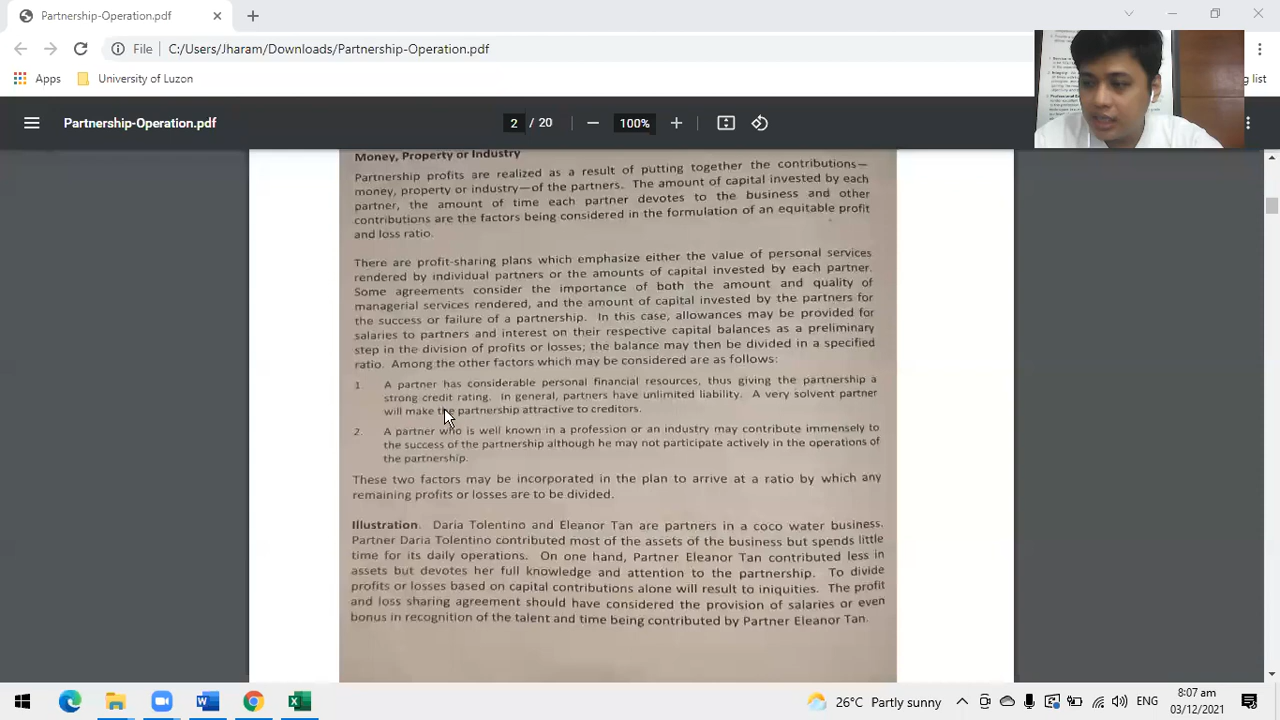 Partnership-Operation.pdf
File C:/Users/Jharam/Downloads/Partnership-Operation.pdf
Apps University of Luzon
ng list
Partnership-Operation.pdf 2 / 20 100%
Money, Property or Industry
Partnership profits are realized as a result of putting together the contributions—
money, property or industry—of the partners. The amount of capital invested by each
partner, the amount of time each partner devotes to the business and other
contributions are the factors being considered in the formulation of an equitable profit
and loss ratio.
There are profit-sharing plans which emphasize either the value of personal services
rendered by individual partners or the amounts of capital invested by each partner.
Some agreements consider the importance of both the amount and quality of
managerial services rendered, and the amount of capital invested by the partners for
the success or failure of a partnership. In this case, allowances may be provided for
salaries to partners and interest on their respective capital balances as a preliminary
step in the division of profits or losses; the balance may then be divided in a specified
ratio. Among the other factors which may be considered are as follows:
1. A partner has considerable personal financial resources, thus giving the partnership a
strong credit rating. In general, partners have unlimited liability. A very solvent partner
will make the partnership attractive to creditors.
2. A partner who is well known in a profession or an industry may contribute immensely to
the success of the partnership although he may not participate actively in the operations of
the partnership.
These two factors may be incorporated in the plan to arrive at a ratio by which any
remaining profits or losses are to be divided.
Illustration. Daria Tolentino and Eleanor Tan are partners in a coco water business.
Partner Daria Tolentino contributed most of the assets of the business but spends little
time for its daily operations. On one hand, Partner Eleanor Tan contributed less in
assets but devotes her full knowledge and attention to the partnership. To divide
profits or losses based on capital contributions alone will result to iniquities. The profit
and loss sharing agreement should have considered the provision of salaries or even
bonus in recognition of the talent and time being contributed by Partner Eleanor Tan.
26°C Partly sunny ENG 8:07 am
03/12/2021